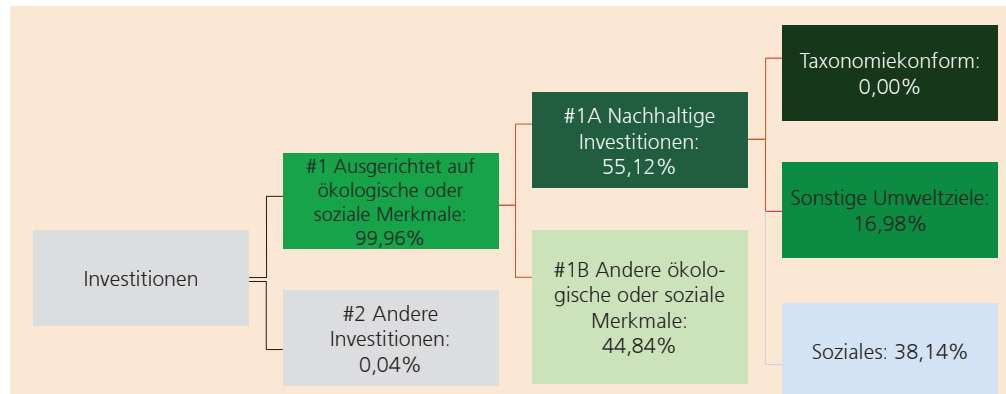 Investitionen
#1 Ausgerichtet auf
ökologische oder
soziale Merkmale:
99,96%
#2 Andere
Investitionen:
0,04%
#1A Nachhaltige
Investitionen:
55,12%
#1B Andere ökolo-
gische oder soziale
Merkmale:
44,84%
Taxonomiekonform:
0,00%
Sonstige Umweltziele:
16,98%
Soziales: 38,14%